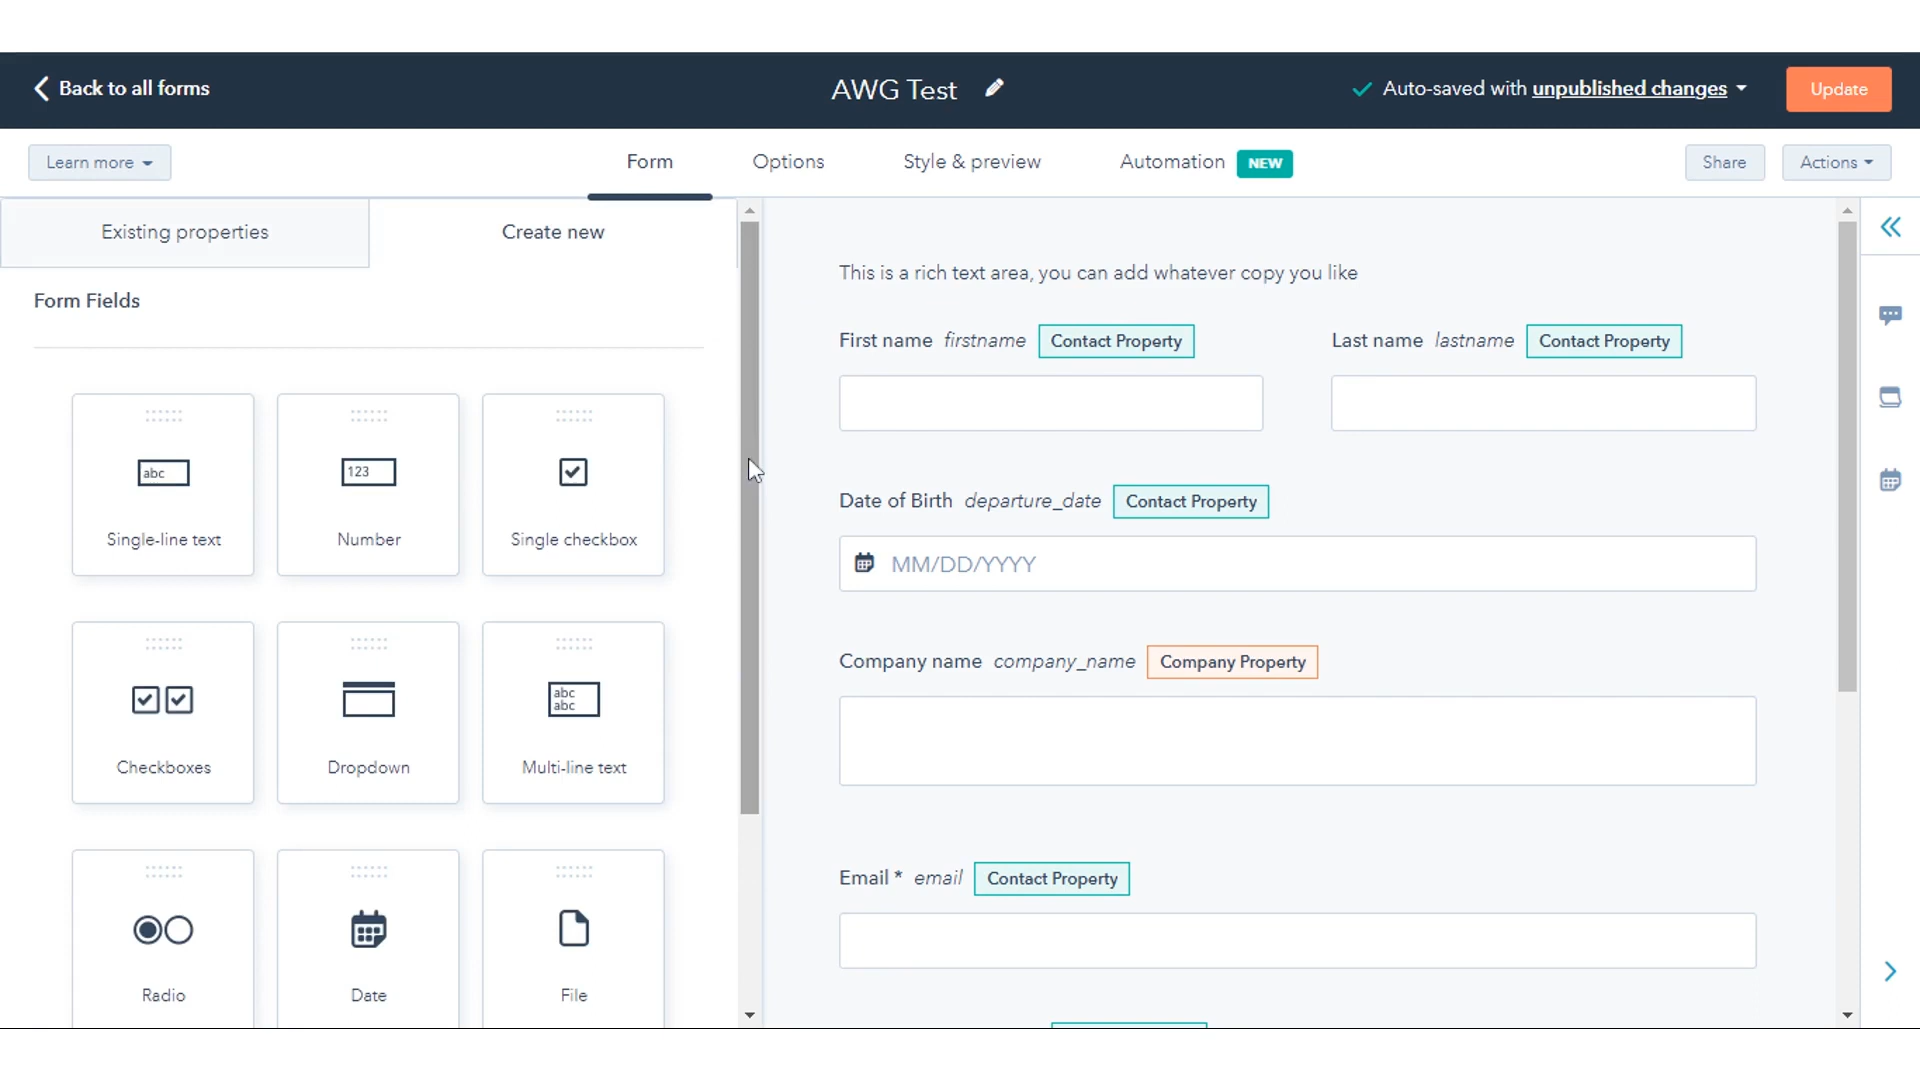 Back to all forms
AWG Test
Auto-saved with unpublished changes
Update
Learn more
Form
Options
Style & preview
Automation NEW
Share
Actions
Existing properties
Create new
Form Fields
abc
Single-line text
123
Number
Single checkbox
Checkboxes
Dropdown
abc
abc
Multi-line text
Radio
Date
File
This is a rich text area, you can add whatever copy you like
First name firstname Contact Property
Last name lastname Contact Property
Date of Birth departure_date Contact Property
MM/DD/YYYY
Company name company_name Company Property
Email * email Contact Property